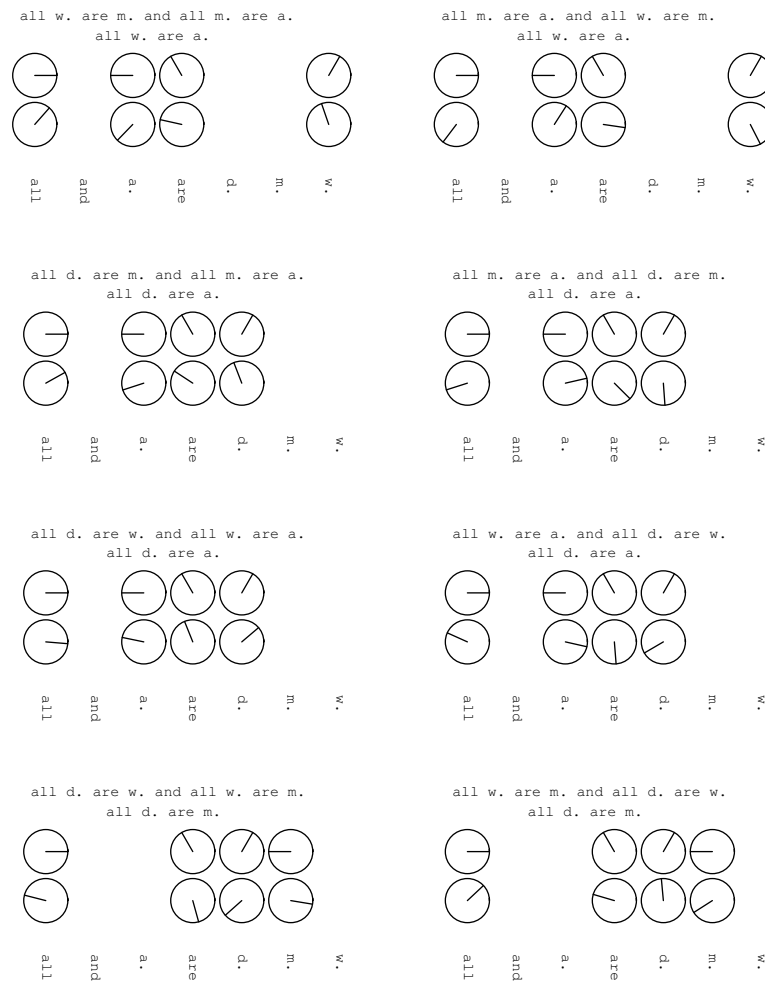 all w. are m. and all m. are a.
all w. are a.
all and a. are d. m. w.
all m. are a. and all w. are m.
all w. are a.
all and a. are d. m. w.
all d. are m. and all m. are a.
all d. are a.
all and a. are d. m. w.
all m. are a. and all d. are m.
all d. are a.
all and a. are d. m. w.
all d. are w. and all w. are a.
all d. are a.
all and a. are d. m. w.
all w. are a. and all d. are w.
all d. are a.
all and a. are d. m. w.
all d. are w. and all w. are m.
all d. are m.
all and a. are d. m. w.
all w. are m. and all d. are w.
all d. are m.
all and a. are d. m. w.